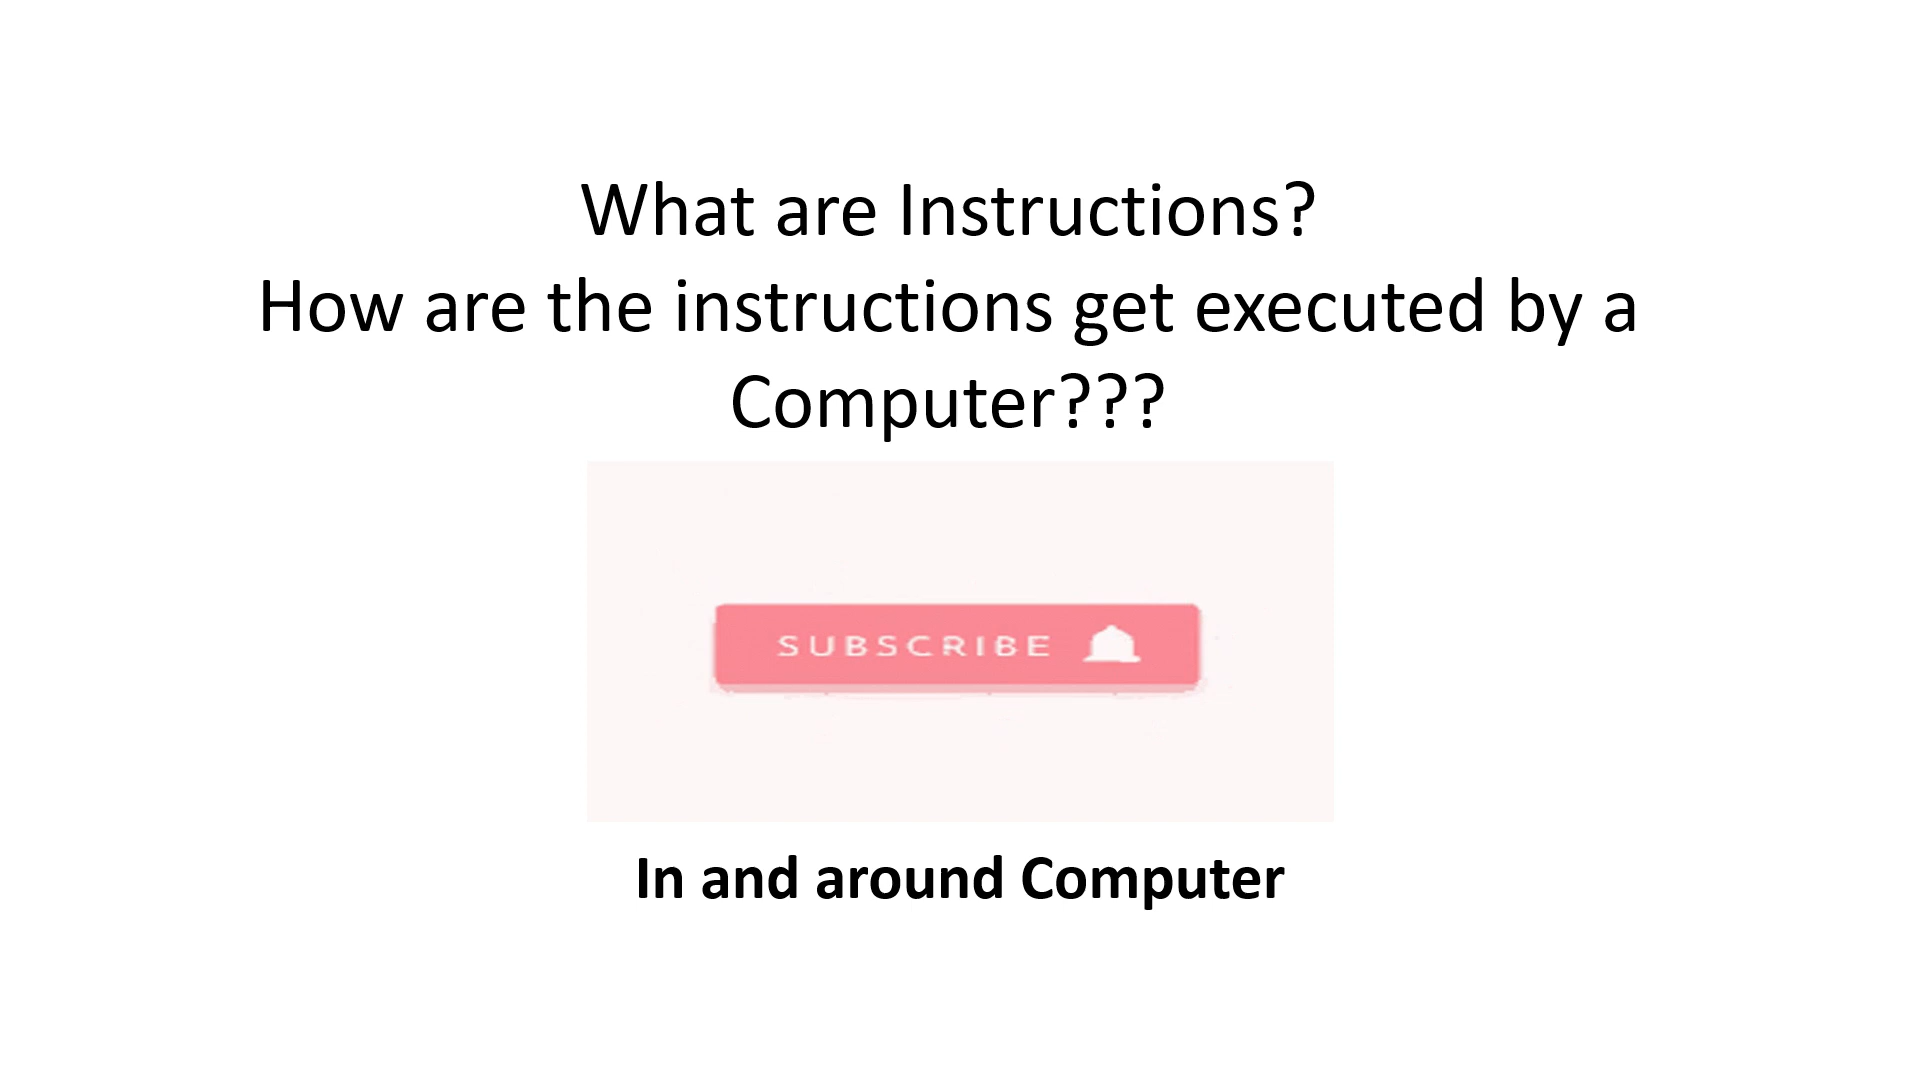 What are Instructions?
How are the instructions get executed by a
Computer???
SUBSCRIBE
In and around Computer